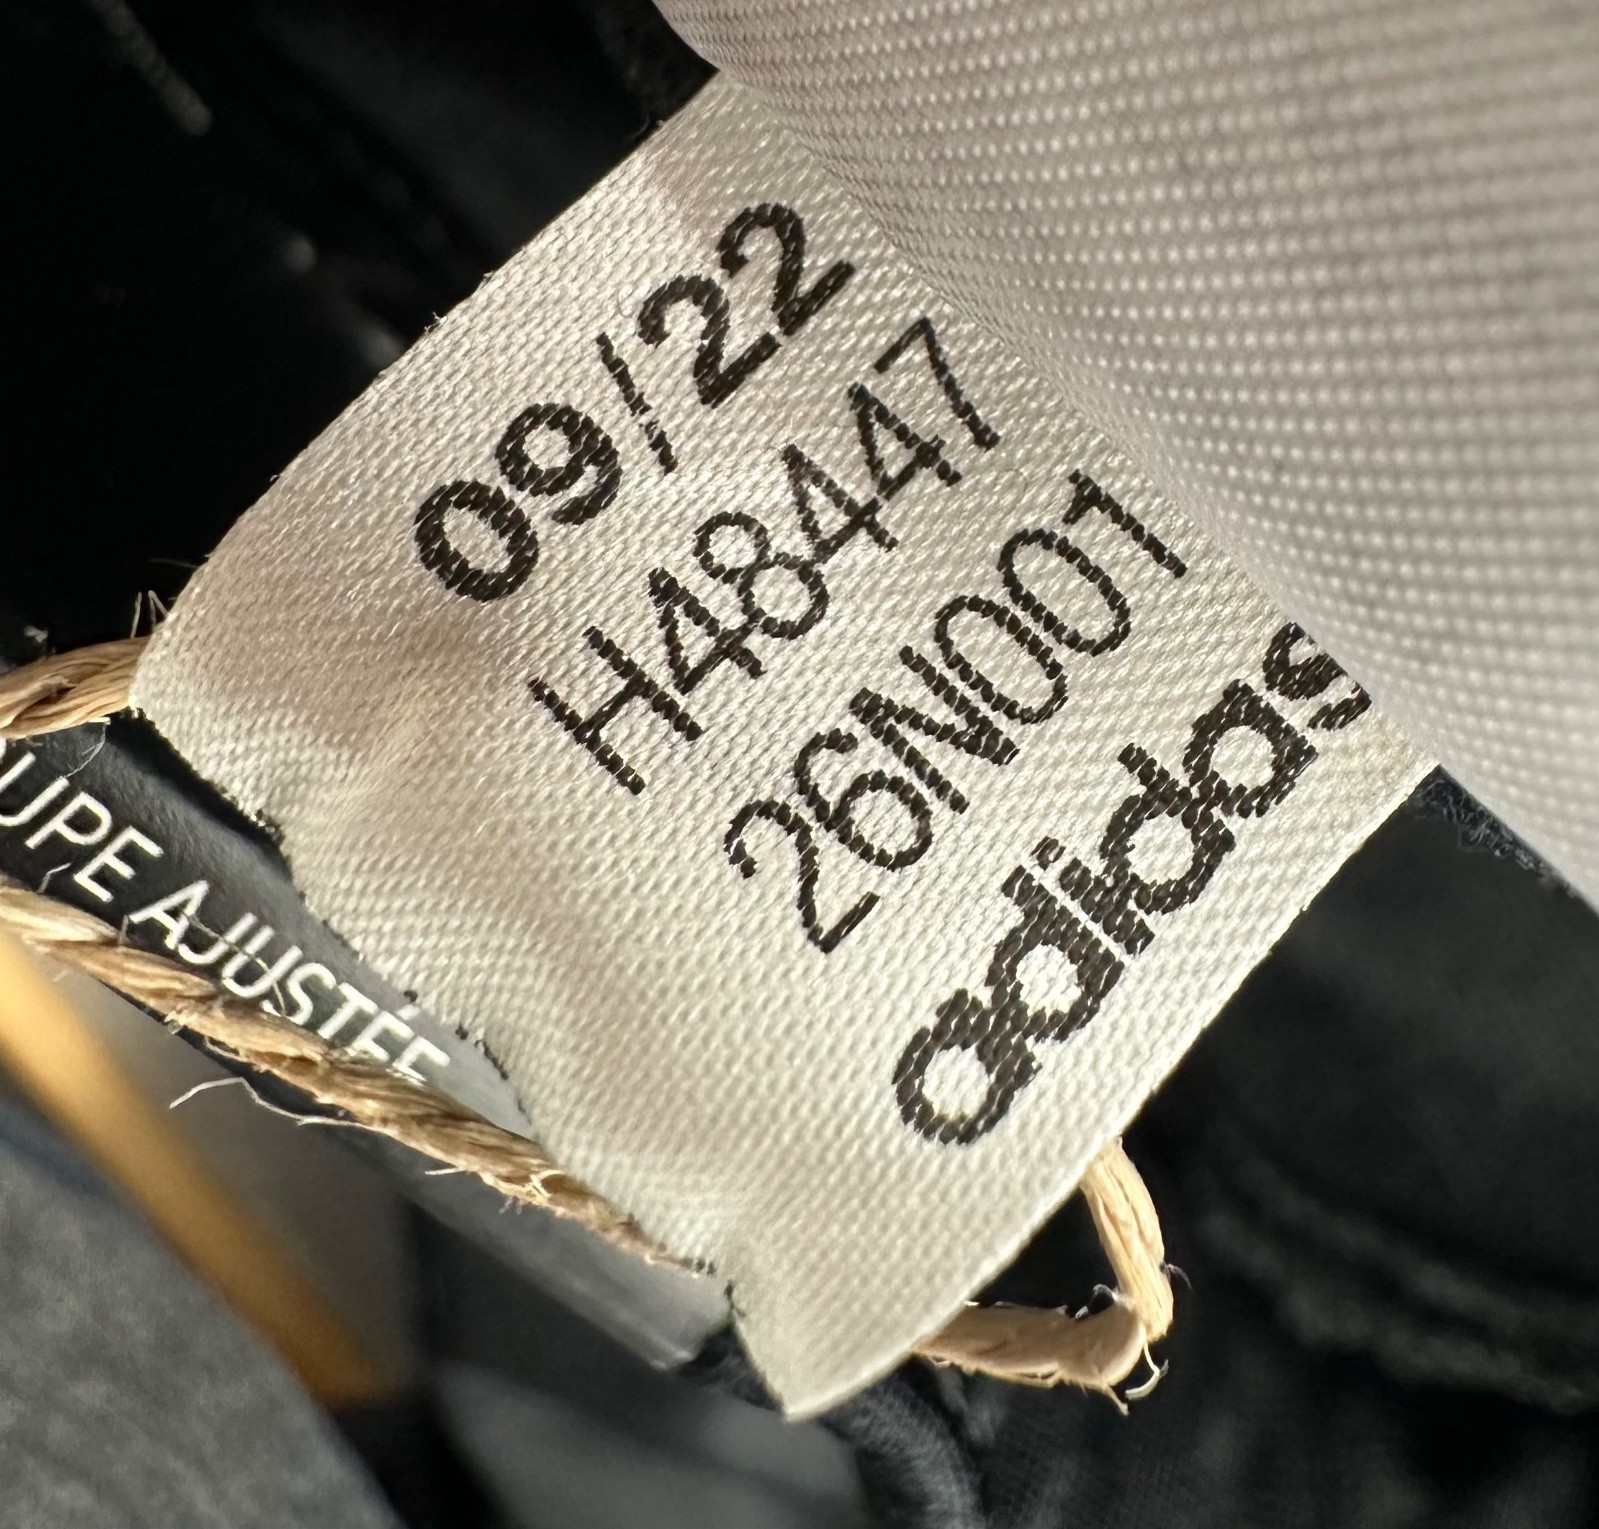 09/22
H48447
26N001
adidas
UPE AJUSTÉE